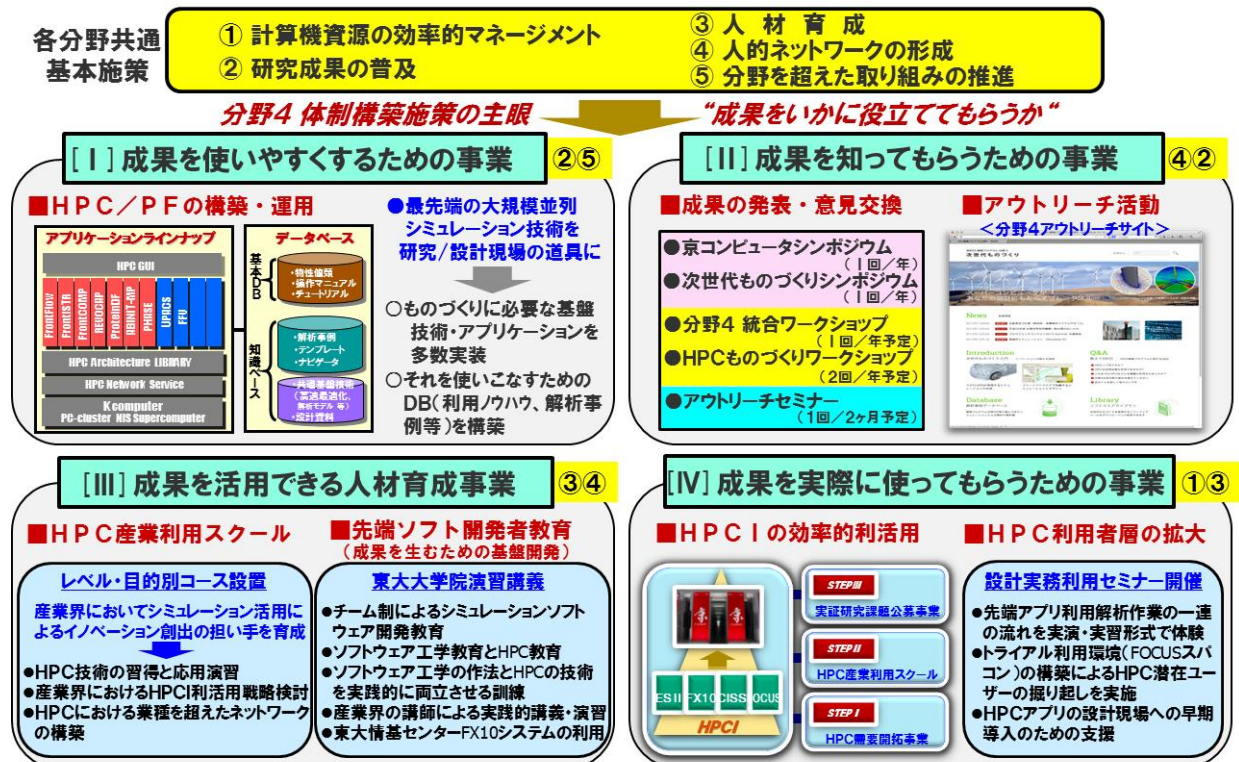 各分野共通
基本施策
① 計算機資源の効率的マネージメント
② 研究成果の普及
③ 人 材 育 成
④ 人的ネットワークの形成
⑤ 分野を超えた取り組みの推進
分野4 体制構築施策の主眼
“成果をいかに役立ててもらうか“
[Ⅰ] 成果を使いやすくするための事業
②⑤
■HPC/PFの構築・運用
アプリケーションラインナップ
HPC GUI
FrontFlow
FrontISTR
FrontCOMP
REVOCAP
ProteinDF
ABINIT-MP
PHASE
UPACS
FFU
HPC Architecture LIBRARY
HPC Network Service
K computer
PC-cluster NIS Supercomputer
データベース
基本DB
・物性値類
・操作マニュアル
・チュートリアル
知識ベース
・解析事例
・テンプレート
・ナビゲータ
・共通基盤技術
解析モデル 等)
・設計資料
●最先端の大規模並列
シミュレーション技術を
研究/設計現場の道具に
○ものづくりに必要な基盤
技術・アプリケーションを
多数実装
○それを使いこなすための
DB(利用ノウハウ、解析事
例等)を構築
[II] 成果を知ってもらうための事業
④②
■成果の発表・意見交換
●京コンピュータシンポジウム
(1回/年)
●次世代ものづくりシンポジウム
(1回/年)
●分野4 統合ワークショップ
(1回/年予定)
●HPCものづくりワークショップ
(2回/年予定)
●アウトリーチセミナー
(1回/2ヶ月予定)
■アウトリーチ活動
<分野4アウトリーチサイト>
次世代ものづくり
News
Introduction
Q&A
Database
Library
[III] 成果を活用できる人材育成事業
③④
■HPC産業利用スクール
レベル・目的別コース設置
産業界においてシミュレーション活用に
よるイノベーション創出の担い手を育成
●HPC技術の習得と応用演習
●産業界におけるHPCI利活用戦略検討
●HPCにおける業種を超えたネットワーク
の構築
■先端ソフト開発者教育
(成果を生むための基盤開発)
東大大学院演習講義
●チーム制によるシミュレーションソフト
ウェア開発教育
●ソフトウェア工学教育とHPC教育
●ソフトウェア工学の作法とHPCの技術
を実践的に両立させる訓練
●産業界の講師による実践的講義・演習
●東大情基センターFX10システムの利用
[IV] 成果を実際に使ってもらうための事業
①③
■HPCIの効率的利活用
京
ES II
FX10
CISS
FOCUS
HPCI
STEP III
実証研究課題公募事業
STEP II
HPC産業利用スクール
STEP I
HPC需要開拓事業
■HPC利用者層の拡大
設計実務利用セミナー開催
●先端アプリ利用解析作業の一連
の流れを実演・実習形式で体験
●トライアル利用環境(FOCUSスパ
コン)の構築によるHPC潜在ユー
ザーの掘り起しを実施
●HPCアプリの設計現場への早期
導入のための支援